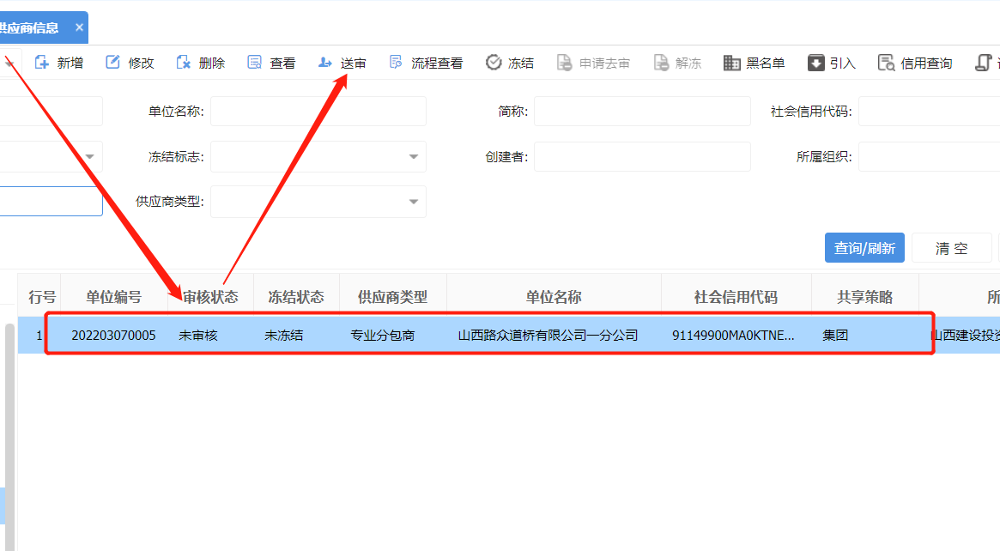 供应商信息 ×
新增 修改 删除 查看 送审 流程查看 冻结 申请去审 解冻 黑名单 引入 信用查询
单位名称: 简称: 社会信用代码:
冻结标志: 创建者: 所属组织:
供应商类型:
查询/刷新 清 空
行号 单位编号 审核状态 冻结状态 供应商类型 单位名称 社会信用代码 共享策略 所
1 202203070005 未审核 未冻结 专业分包商 山西路众道桥有限公司一分公司 91149900MA0KTNE... 集团 山西建设投资